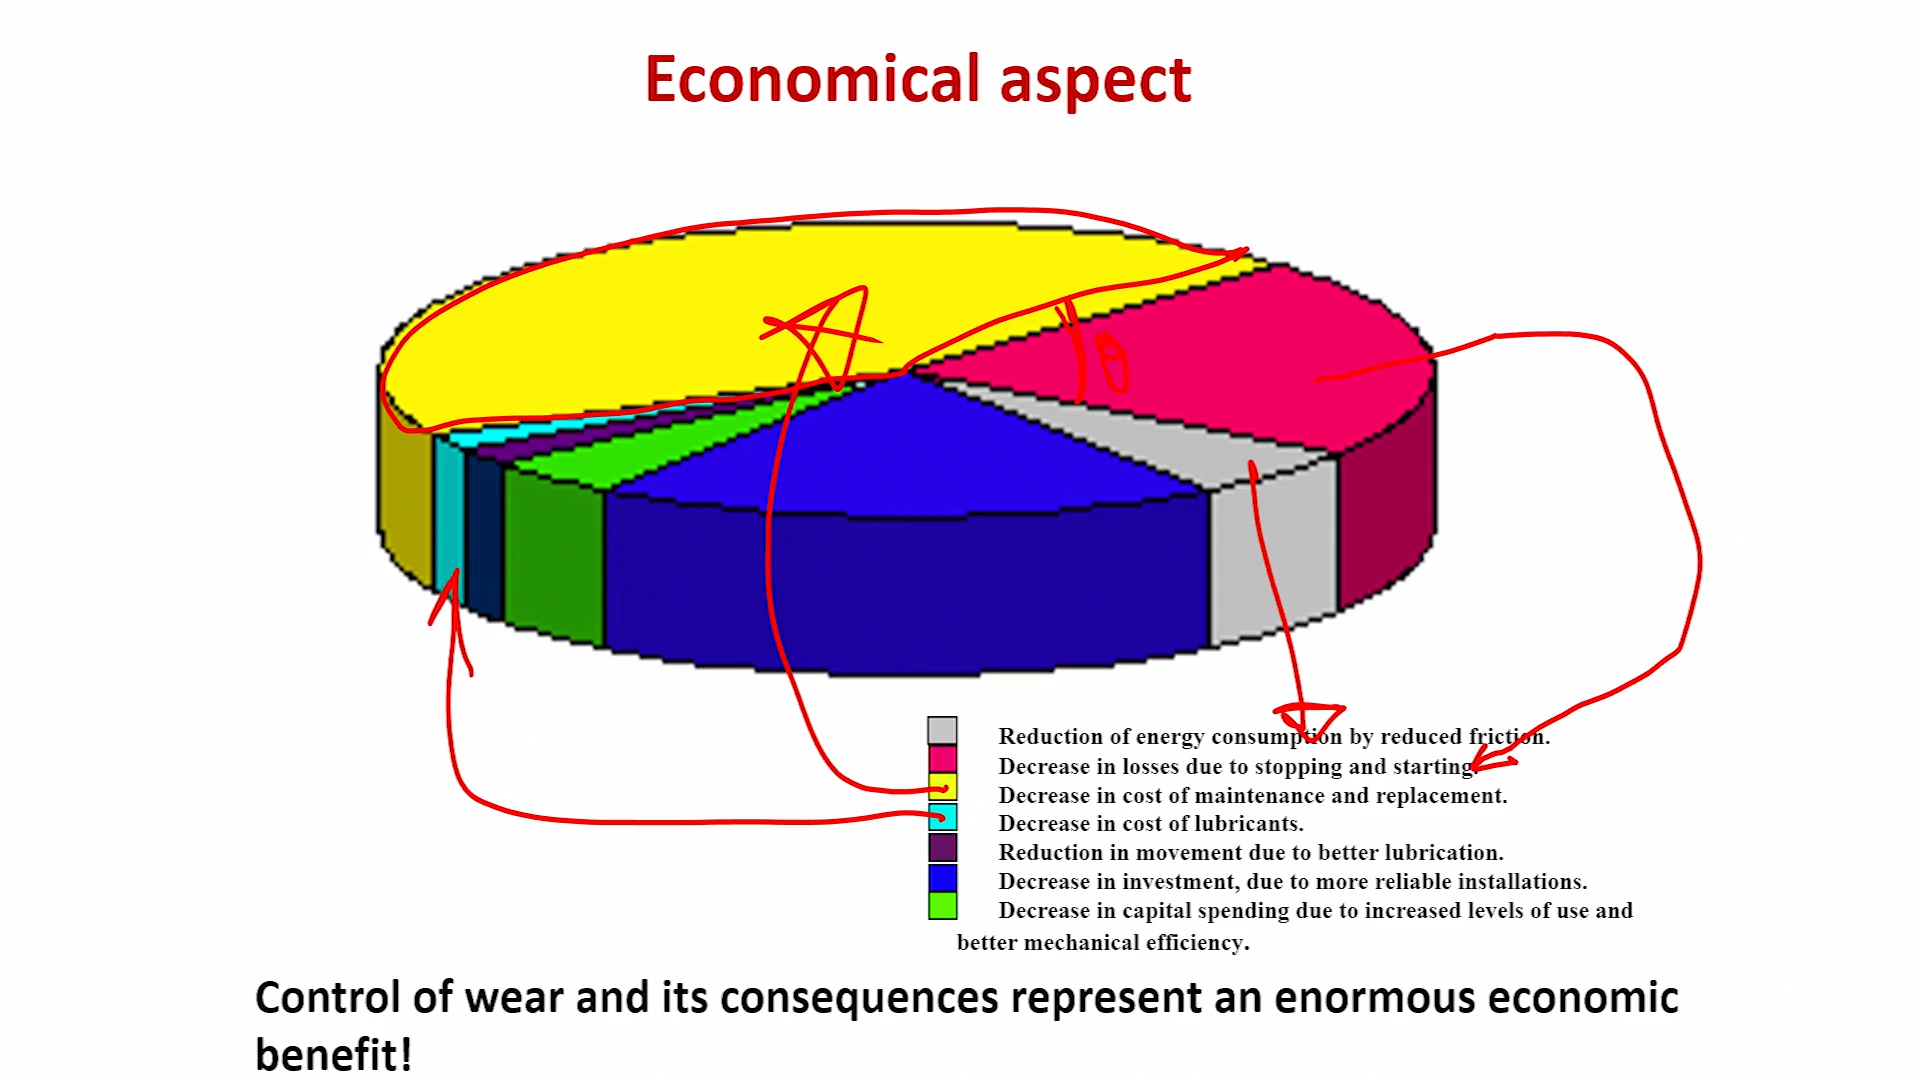 Economical aspect
θ
Reduction of energy consumption by reduced friction.
Decrease in losses due to stopping and starting.
Decrease in cost of maintenance and replacement.
Decrease in cost of lubricants.
Reduction in movement due to better lubrication.
Decrease in investment, due to more reliable installations.
Decrease in capital spending due to increased levels of use and
better mechanical efficiency.
Control of wear and its consequences represent an enormous economic
benefit!